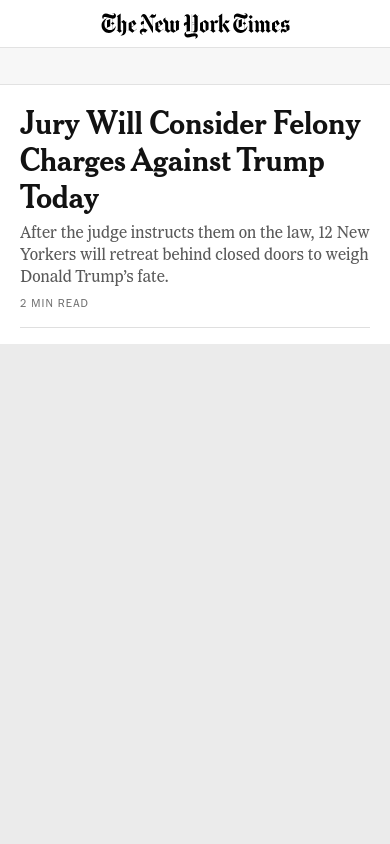 The New York Times
Jury Will Consider Felony
Charges Against Trump
Today
After the judge instructs them on the law, 12 New
Yorkers will retreat behind closed doors to weigh
Donald Trump’s fate.
2 MIN READ